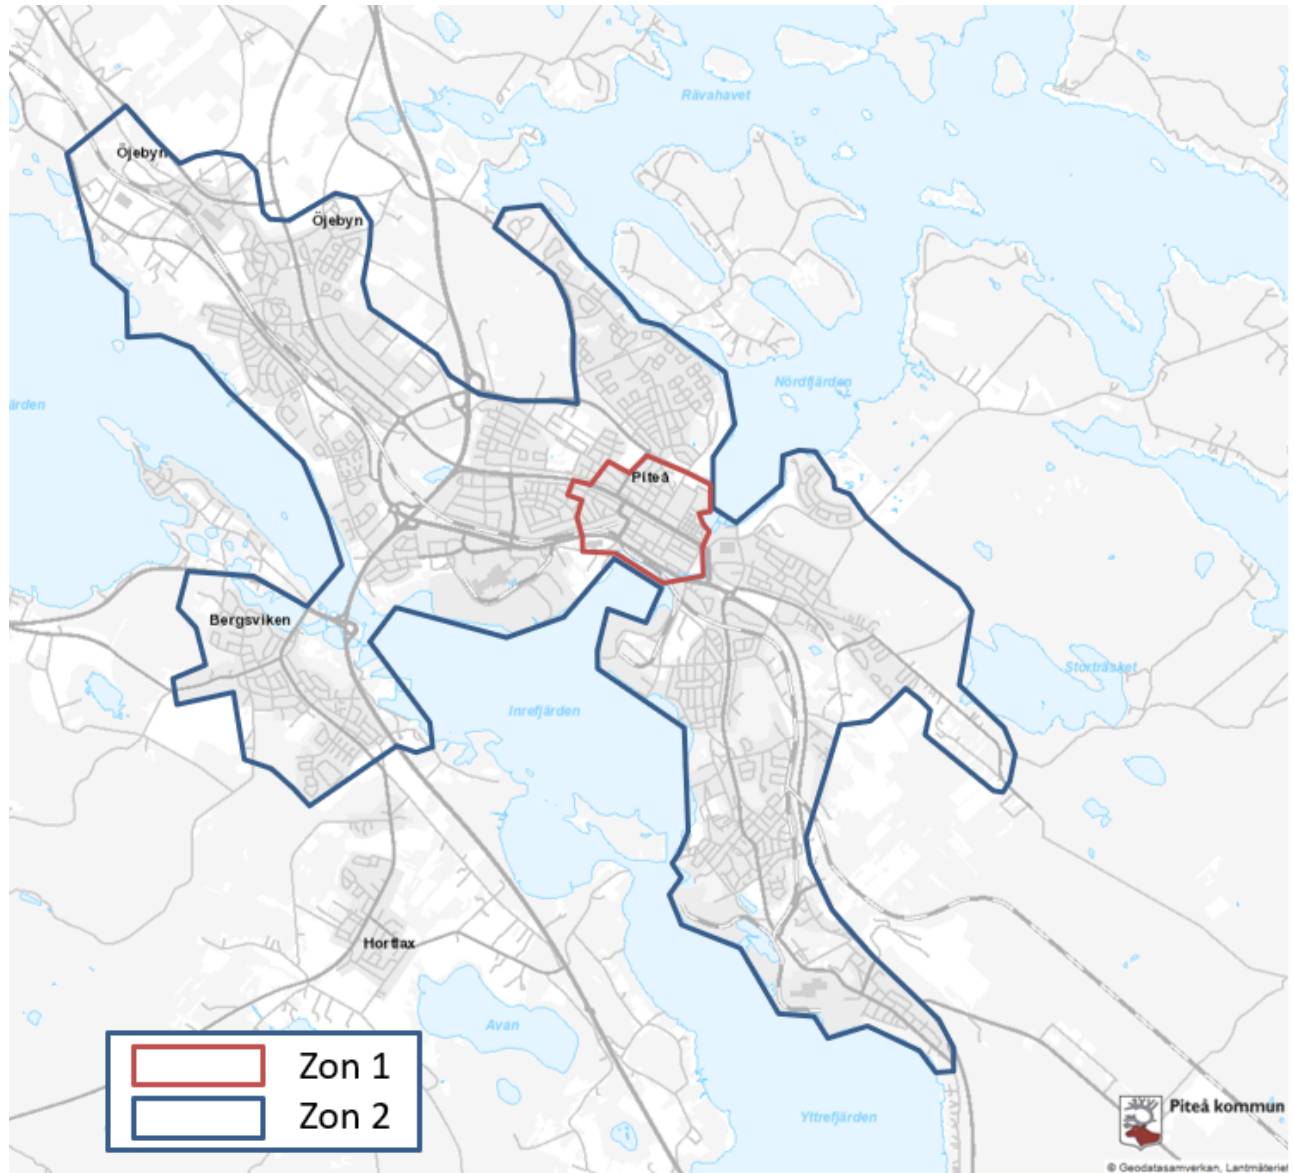 Rävahavet
Öjebyn
Öjebyn
Nördfjärden
ärden
Piteå
Bergsviken
Storträsket
Inrefjärden
Hortlax
Avan
Zon 1
Zon 2
Yttrefjärden
Piteå kommun
© Geodatasamverkan, Lantmäteriet